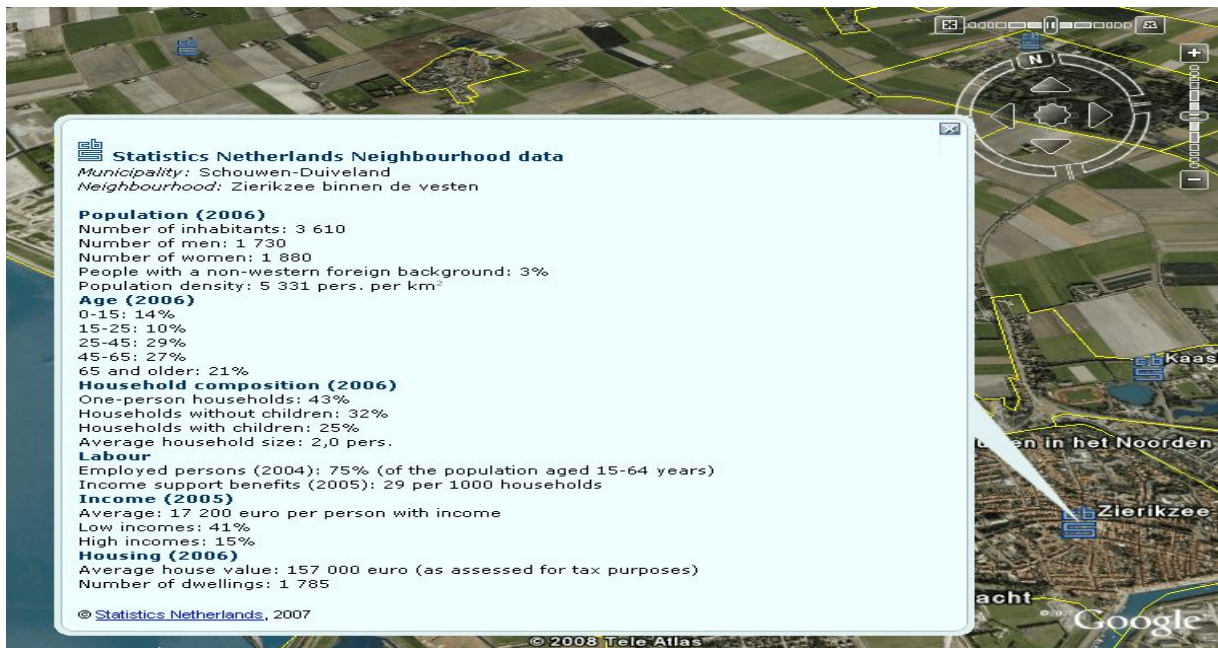 N
Statistics Netherlands Neighbourhood data
Municipality: Schouwen-Duiveland
Neighbourhood: Zierikzee binnen de vesten
Population (2006)
Number of inhabitants: 3 610
Number of men: 1 730
Number of women: 1 880
People with a non-western foreign background: 3%
Population density: 5 331 pers. per km²
Age (2006)
0-15: 14%
15-25: 10%
25-45: 29%
45-65: 27%
65 and older: 21%
Household composition (2006)
One-person households: 43%
Households without children: 32%
Households with children: 25%
Average household size: 2,0 pers.
Labour
Employed persons (2004): 75% (of the population aged 15-64 years)
Income support benefits (2005): 29 per 1000 households
Income (2005)
Average: 17 200 euro per person with income
Low incomes: 41%
High incomes: 15%
Housing (2006)
Average house value: 157 000 euro (as assessed for tax purposes)
Number of dwellings: 1 785
© Statistics Netherlands, 2007
Kaas
en in het Noorden
Zierikzee
acht
Google
© 2008 Tele Atlas